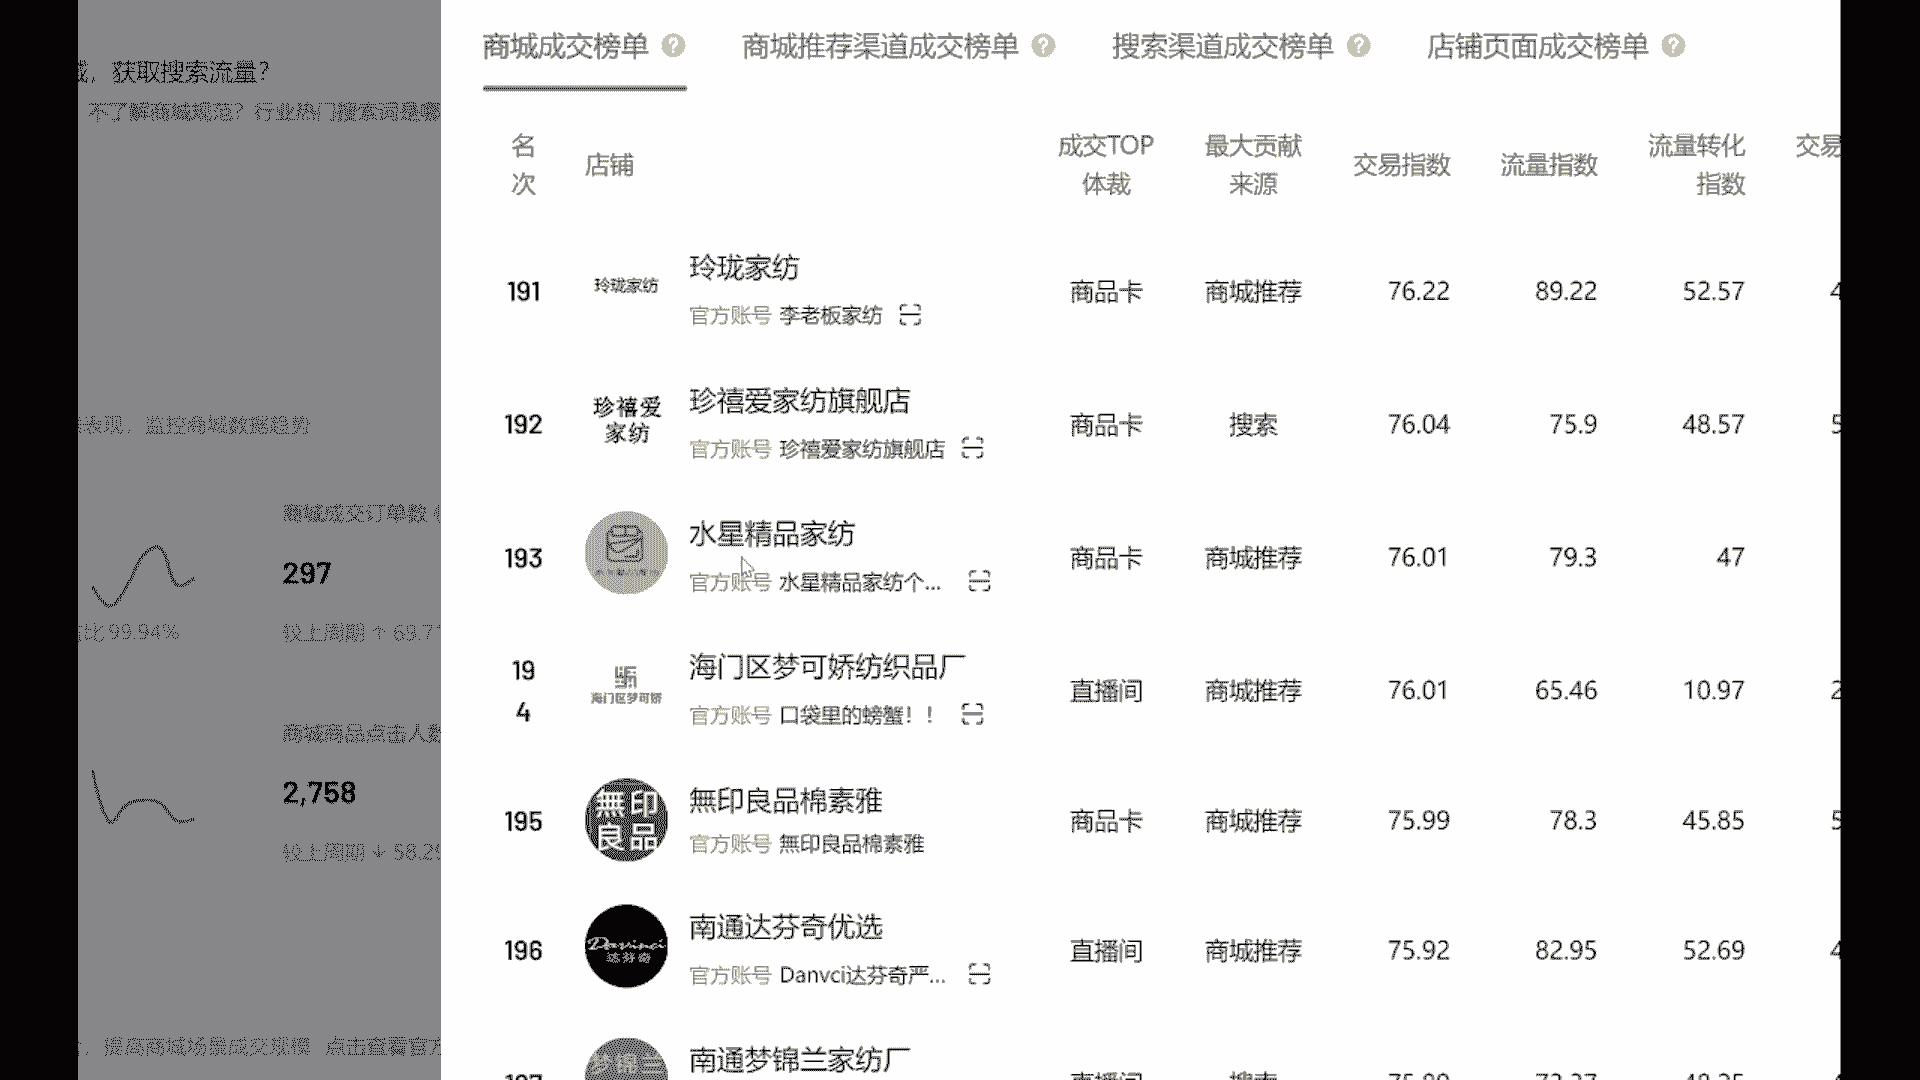 商城成交榜单 商城推荐渠道成交榜单 搜索渠道成交榜单 店铺页面成交榜单
获取搜索流量？
不了解商城规范？行业热门搜索词是哪
名次 店铺 成交TOP体裁 最大贡献来源 交易指数 流量指数 流量转化指数 交易
191 玲珑家纺 玲珑家纺 商品卡 商城推荐 76.22 89.22 52.57 4
官方账号 李老板家纺
192 珍禧爱家纺 珍禧爱家纺旗舰店 商品卡 搜索 76.04 75.9 48.57 5
官方账号 珍禧爱家纺旗舰店
表现，监控商城数据趋势
193 水星精品家纺 商品卡 商城推荐 76.01 79.3 47
官方账号 水星精品家纺个...
商城成交订单数
297
占比 99.94%
较上周期 ↑ 69.7
194 海门区梦可娇 海门区梦可娇纺织品厂 直播间 商城推荐 76.01 65.46 10.97 2
官方账号 口袋里的螃蟹！！
商城商品点击人数
2,758
较上周期 ↓ 58.2
195 無印良品 無印良品棉素雅 商品卡 商城推荐 75.99 78.3 45.85 5
官方账号 無印良品棉素雅
196 Davinci 达芬奇 南通达芬奇优选 直播间 商城推荐 75.92 82.95 52.69 4
官方账号 Danvci达芬奇严...
提高商城场景成交规模 点击查看官方
梦锦兰 南通梦锦兰家纺厂